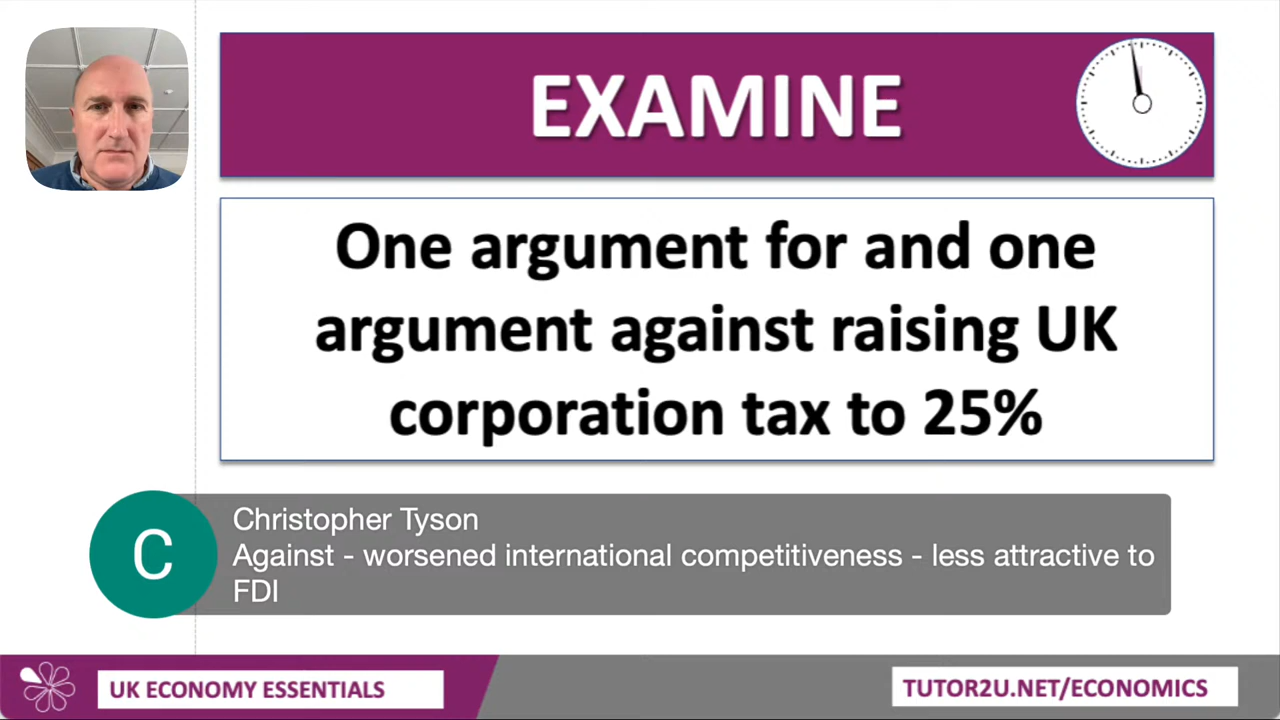 EXAMINE
One argument for and one
argument against raising UK
corporation tax to 25%
C
Christopher Tyson
Against - worsened international competitiveness - less attractive to
FDI
UK ECONOMY ESSENTIALS
TUTOR2U.NET/ECONOMICS